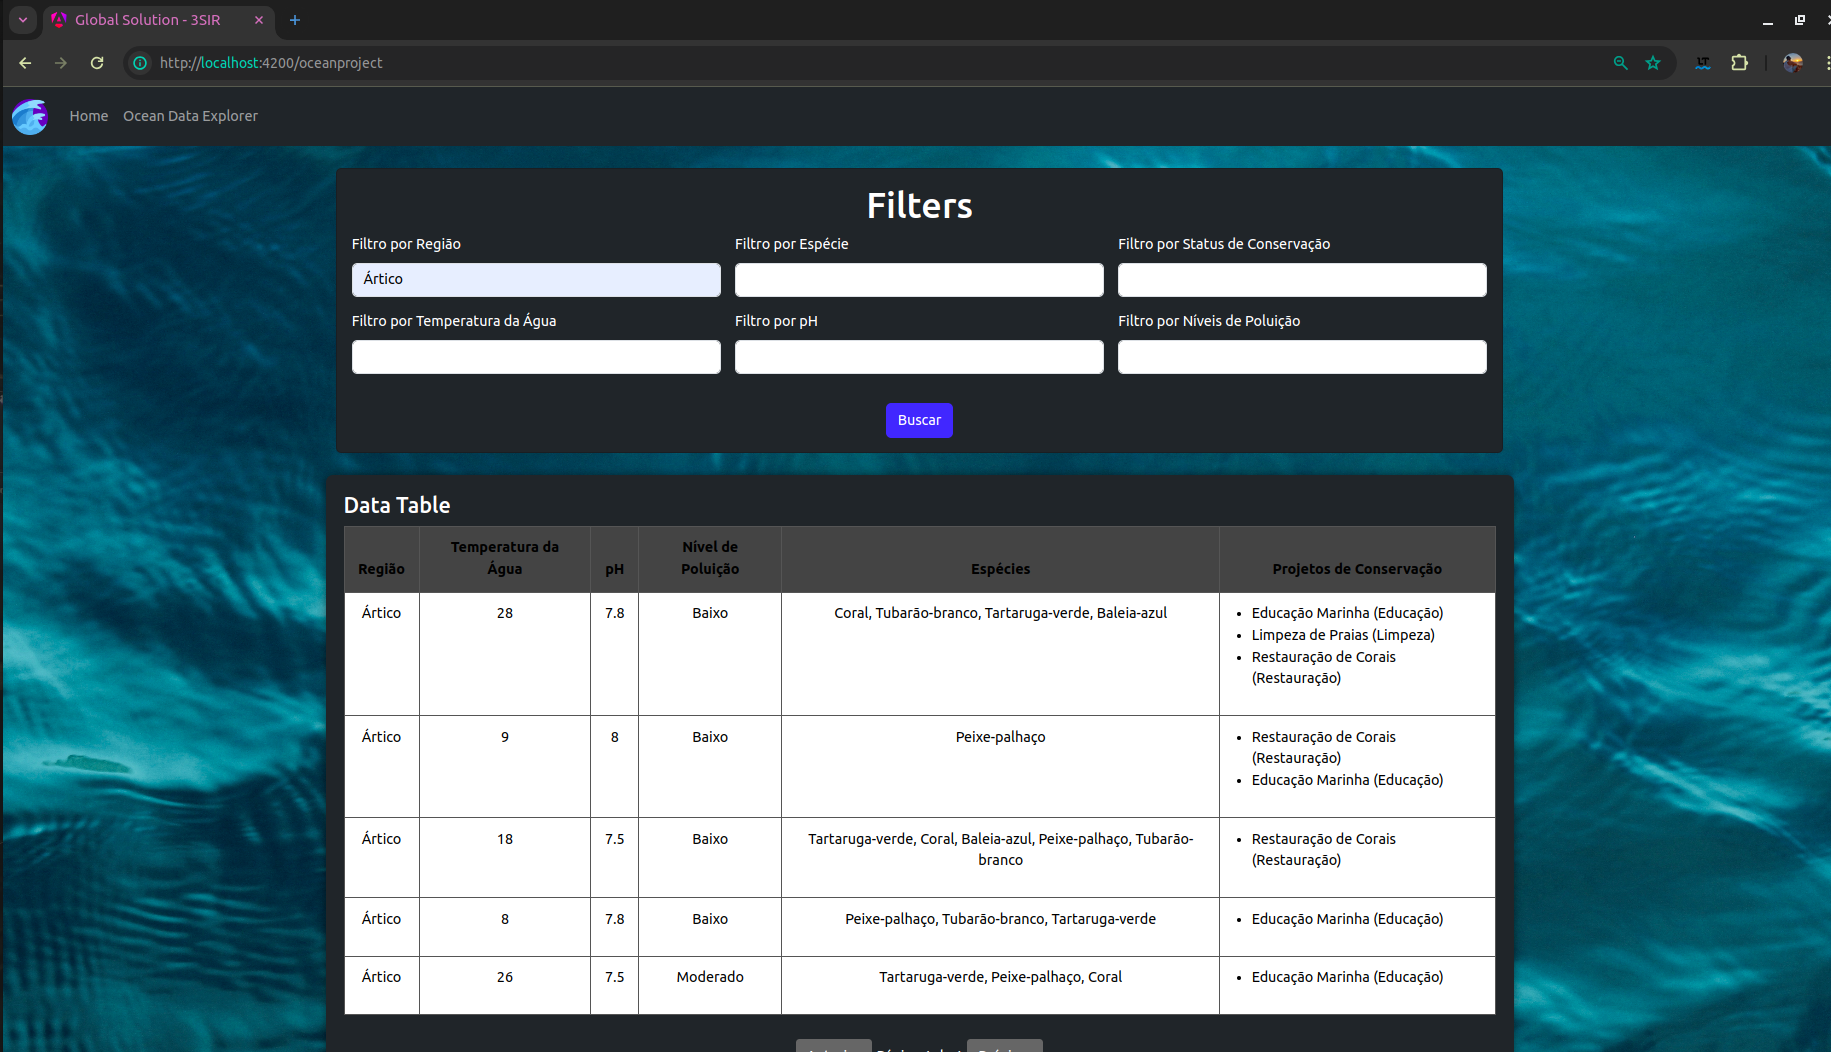 Global Solution - 3SIR
http://localhost:4200/oceanproject
Home Ocean Data Explorer
Filters
Filtro por Região Filtro por Espécie Filtro por Status de Conservação
Ártico
Filtro por Temperatura da Água Filtro por pH Filtro por Níveis de Poluição
Buscar
Data Table
Região Temperatura da Água pH Nível de Poluição Espécies Projetos de Conservação
Ártico 28 7.8 Baixo Coral, Tubarão-branco, Tartaruga-verde, Baleia-azul
• Educação Marinha (Educação)
• Limpeza de Praias (Limpeza)
• Restauração de Corais
(Restauração)
Ártico 9 8 Baixo Peixe-palhaço
• Restauração de Corais
(Restauração)
• Educação Marinha (Educação)
Ártico 18 7.5 Baixo Tartaruga-verde, Coral, Baleia-azul, Peixe-palhaço, Tubarão-
branco
• Restauração de Corais
(Restauração)
Ártico 8 7.8 Baixo Peixe-palhaço, Tubarão-branco, Tartaruga-verde
• Educação Marinha (Educação)
Ártico 26 7.5 Moderado Tartaruga-verde, Peixe-palhaço, Coral
• Educação Marinha (Educação)